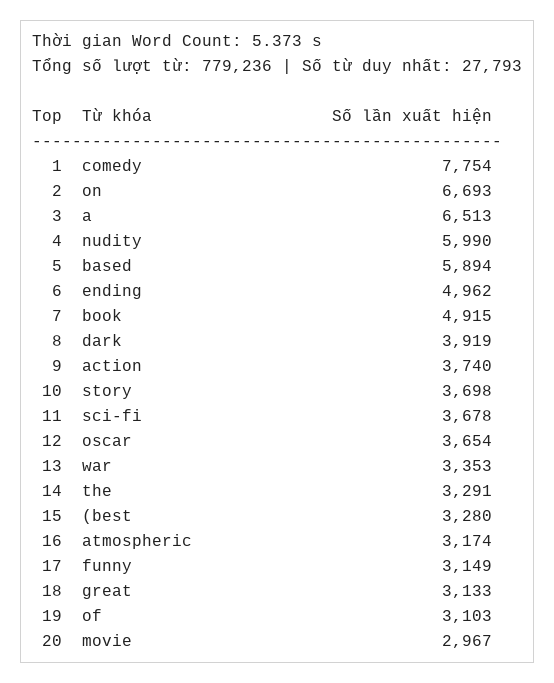 Thời gian Word Count: 5.373 s
Tổng số lượt từ: 779,236 | Số từ duy nhất: 27,793
Top  Từ khóa                  Số lần xuất hiện
-----------------------------------------------
  1  comedy                              7,754
  2  on                                  6,693
  3  a                                   6,513
  4  nudity                              5,990
  5  based                               5,894
  6  ending                              4,962
  7  book                                4,915
  8  dark                                3,919
  9  action                              3,740
 10  story                               3,698
 11  sci-fi                              3,678
 12  oscar                               3,654
 13  war                                 3,353
 14  the                                 3,291
 15  (best                               3,280
 16  atmospheric                         3,174
 17  funny                               3,149
 18  great                               3,133
 19  of                                  3,103
 20  movie                               2,967